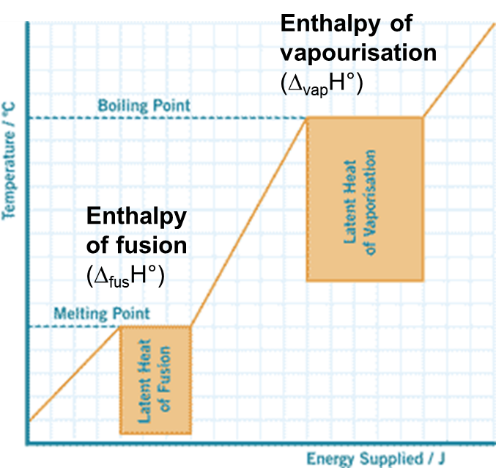 Enthalpy of
vapourisation
(ΔvapH°)
Boiling Point
Temperature / °C
Latent Heat
of Vaporisation
Enthalpy
of fusion
(ΔfusH°)
Melting Point
Latent Heat
of Fusion
Energy Supplied / J